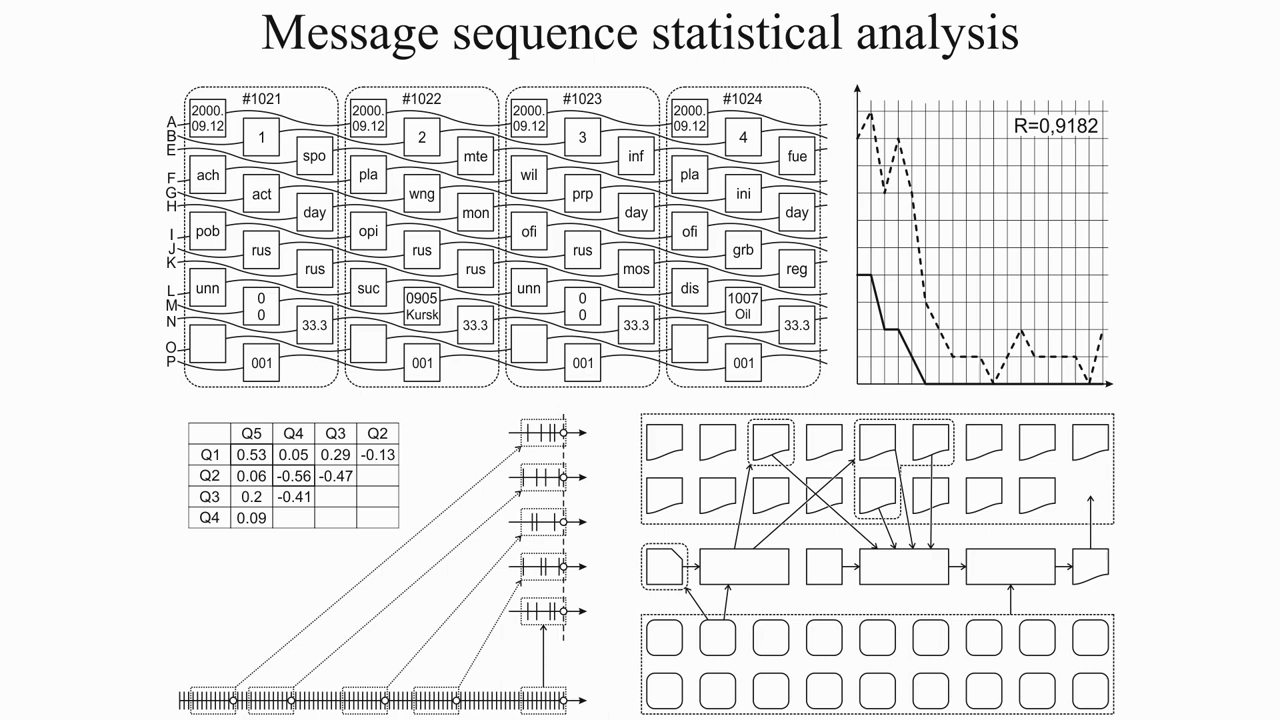 Message sequence statistical analysis
#1021 #1022 #1023 #1024
2000. 2000. 2000. 2000.
09.12 09.12 09.12 09.12
R=0,9182
A
B
1 2 3 4
E
spo mte inf fue
ach pla wil pla
F
G
act wng prp ini
H
day mon day day
pob opi ofi ofi
I
J
rus rus rus grb
K
rus rus mos reg
unn suc unn dis
L
0 0905 0 1007
M
0 Kursk 0 Oil
N
33.3 33.3 33.3 33.3
O
P
001 001 001 001
Q5 Q4 Q3 Q2
Q1 0.53 0.05 0.29 -0.13
Q2 0.06 -0.56 -0.47
Q3 0.2 -0.41
Q4 0.09